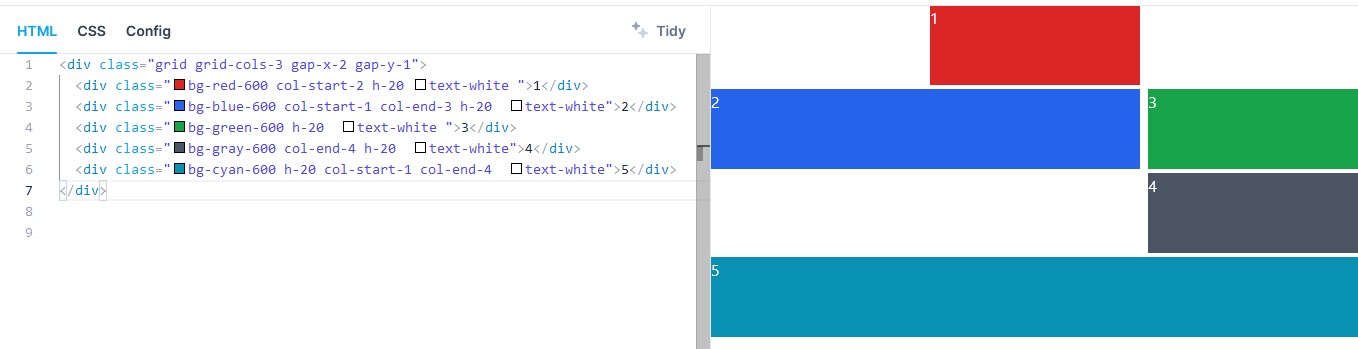 HTML CSS Config Tidy
1 <div class="grid grid-cols-3 gap-x-2 gap-y-1">
2 <div class="bg-red-600 col-start-2 h-20 text-white ">1</div>
3 <div class="bg-blue-600 col-start-1 col-end-3 h-20 text-white">2</div>
4 <div class="bg-green-600 h-20 text-white ">3</div>
5 <div class="bg-gray-600 col-end-4 h-20 text-white">4</div>
6 <div class="bg-cyan-600 h-20 col-start-1 col-end-4 text-white">5</div>
7 </div>
8
9
1
2 3
4
5